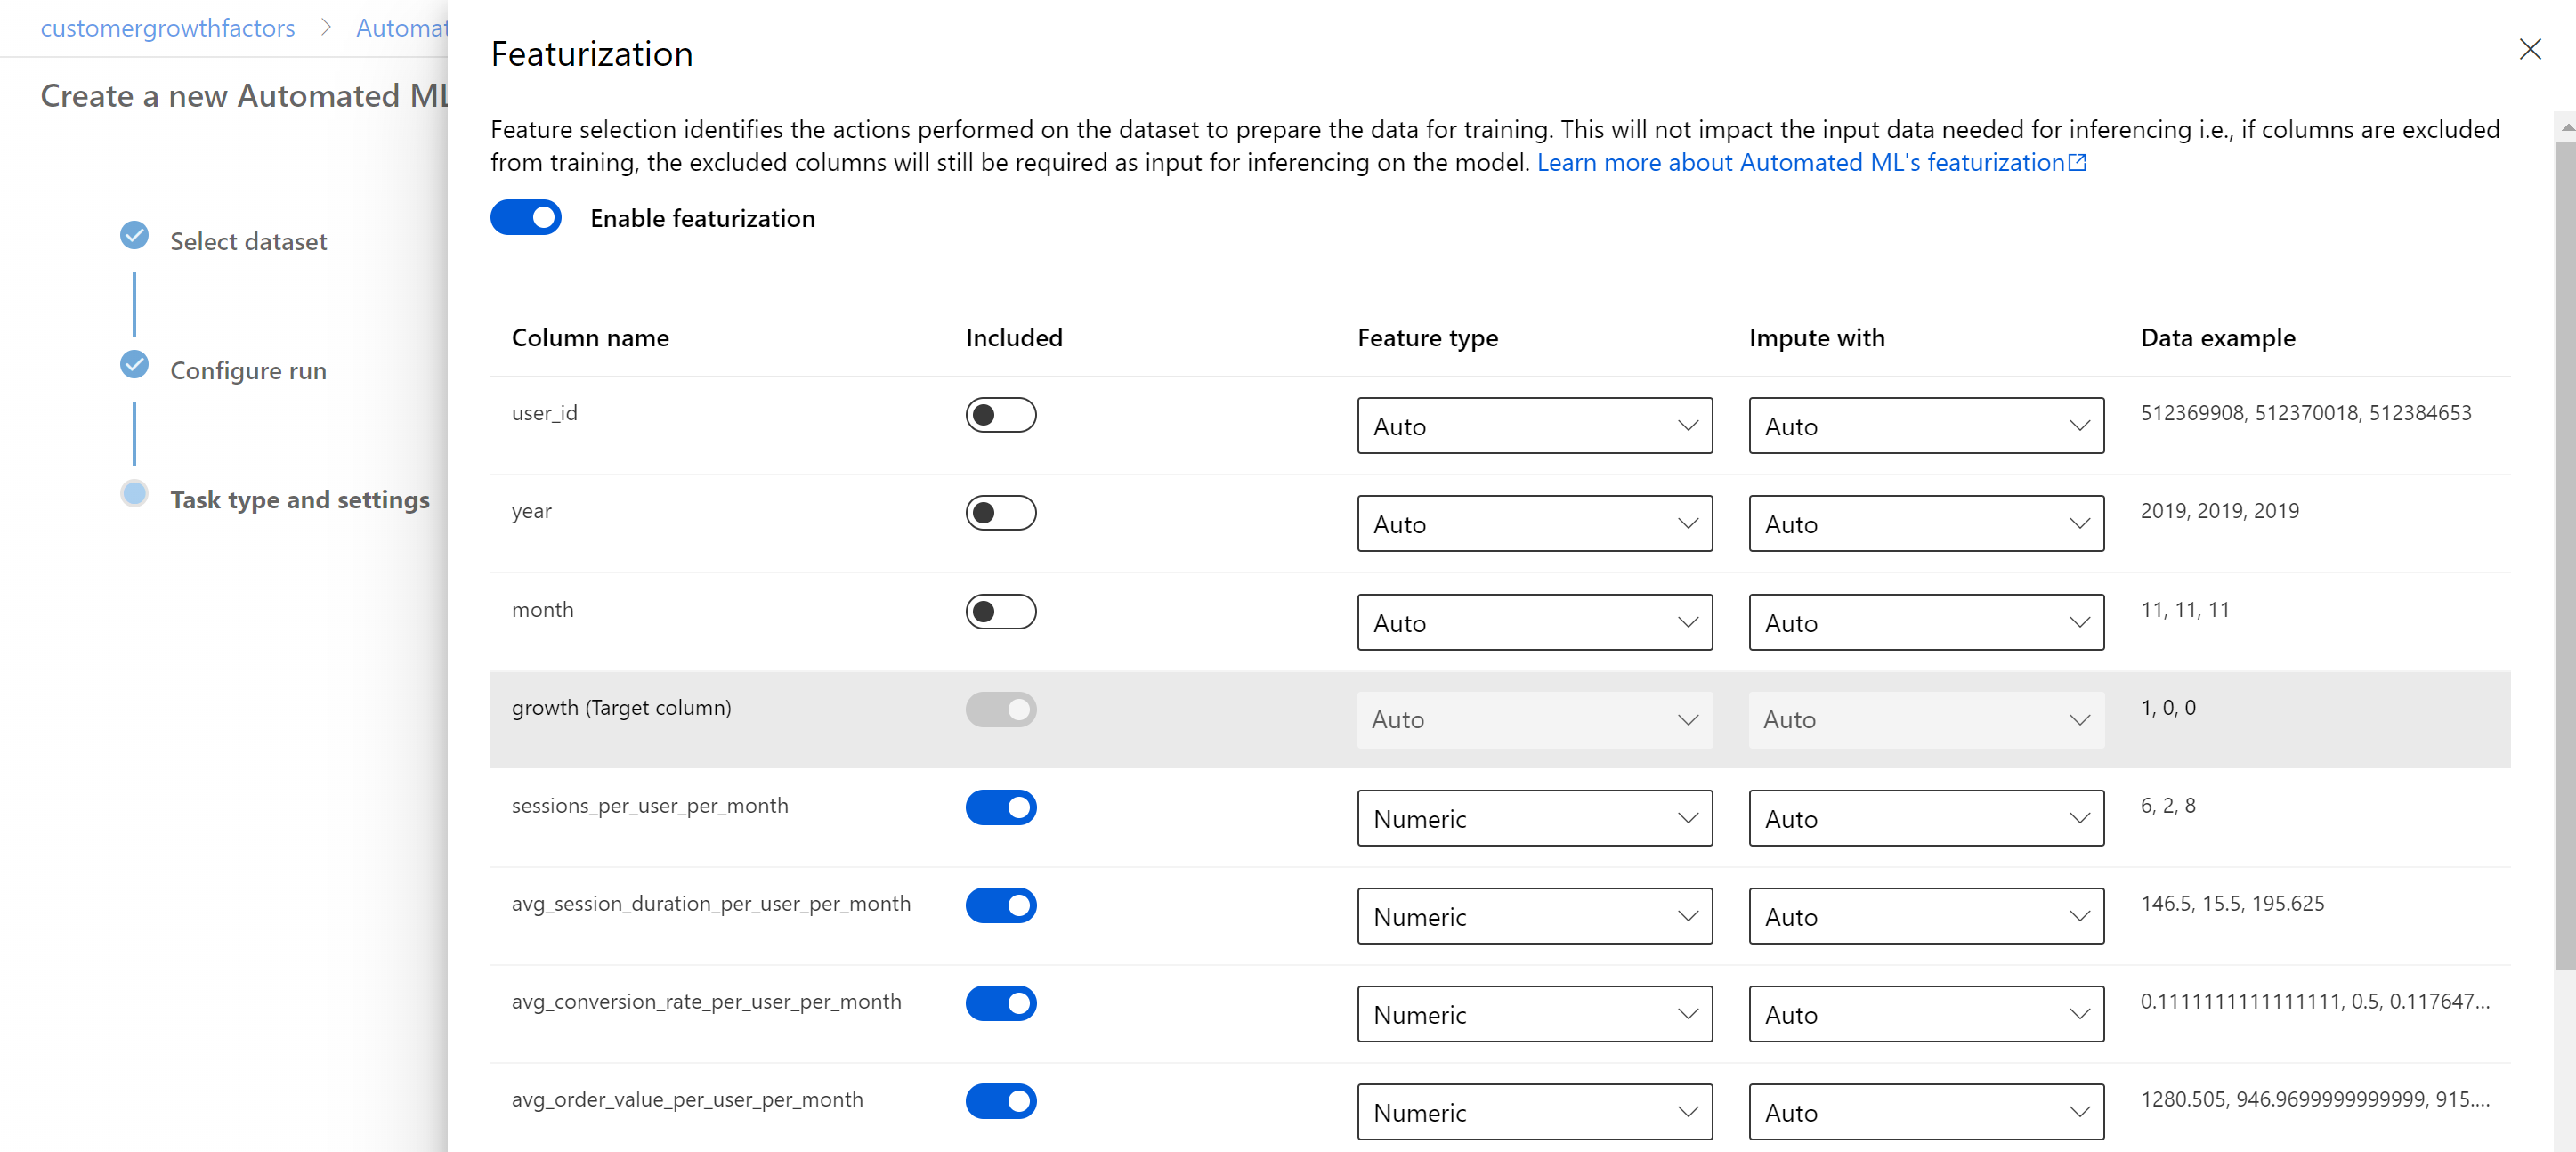 customergrowthfactors > Automat
Create a new Automated ML
Select dataset
Configure run
Task type and settings
Featurization
Feature selection identifies the actions performed on the dataset to prepare the data for training. This will not impact the input data needed for inferencing i.e., if columns are excluded
from training, the excluded columns will still be required as input for inferencing on the model. Learn more about Automated ML's featurization
Enable featurization
Column name Included Feature type Impute with Data example
user_id Auto Auto 512369908, 512370018, 512384653
year Auto Auto 2019, 2019, 2019
month Auto Auto 11, 11, 11
growth (Target column) Auto Auto 1, 0, 0
sessions_per_user_per_month Numeric Auto 6, 2, 8
avg_session_duration_per_user_per_month Numeric Auto 146.5, 15.5, 195.625
avg_conversion_rate_per_user_per_month Numeric Auto 0.1111111111111111, 0.5, 0.117647...
avg_order_value_per_user_per_month Numeric Auto 1280.505, 946.9699999999999, 915....